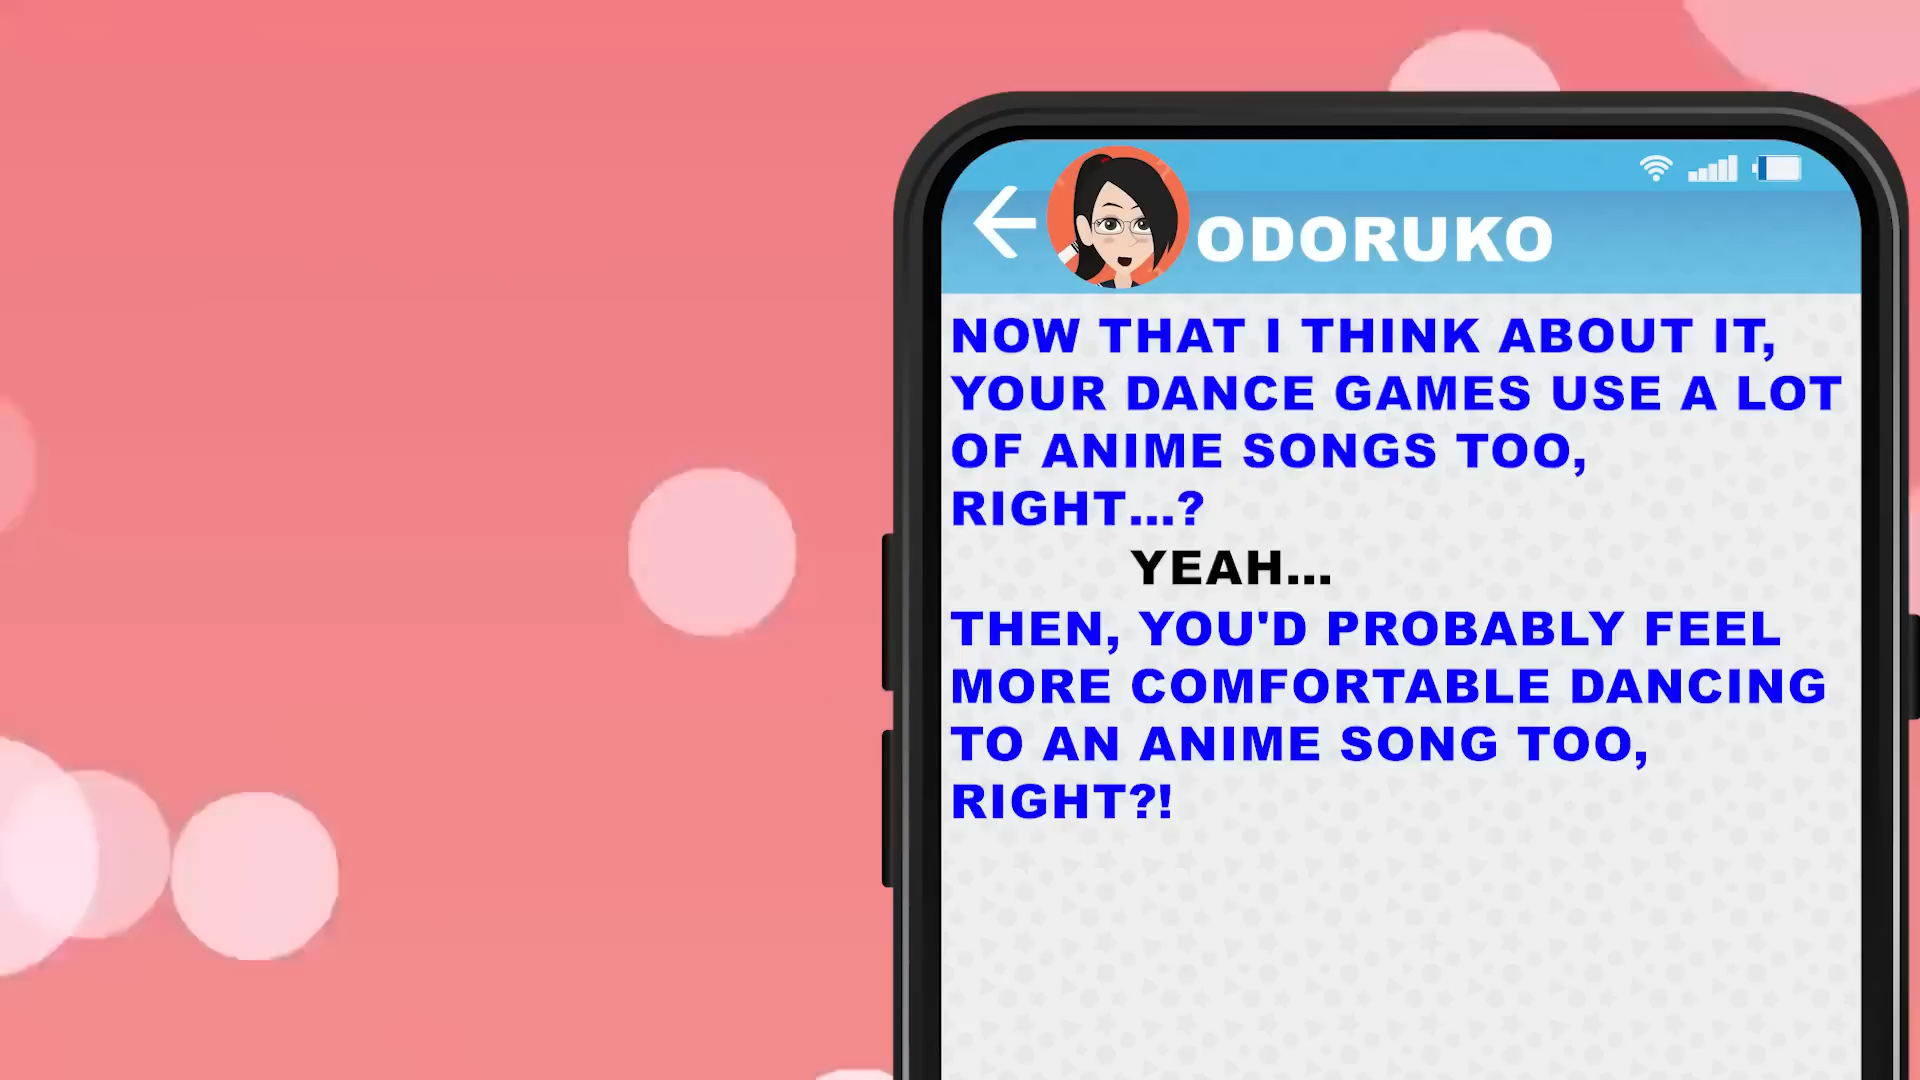 ODORUKO
NOW THAT I THINK ABOUT IT,
YOUR DANCE GAMES USE A LOT
OF ANIME SONGS TOO,
RIGHT...?
YEAH...
THEN, YOU'D PROBABLY FEEL
MORE COMFORTABLE DANCING
TO AN ANIME SONG TOO,
RIGHT?!